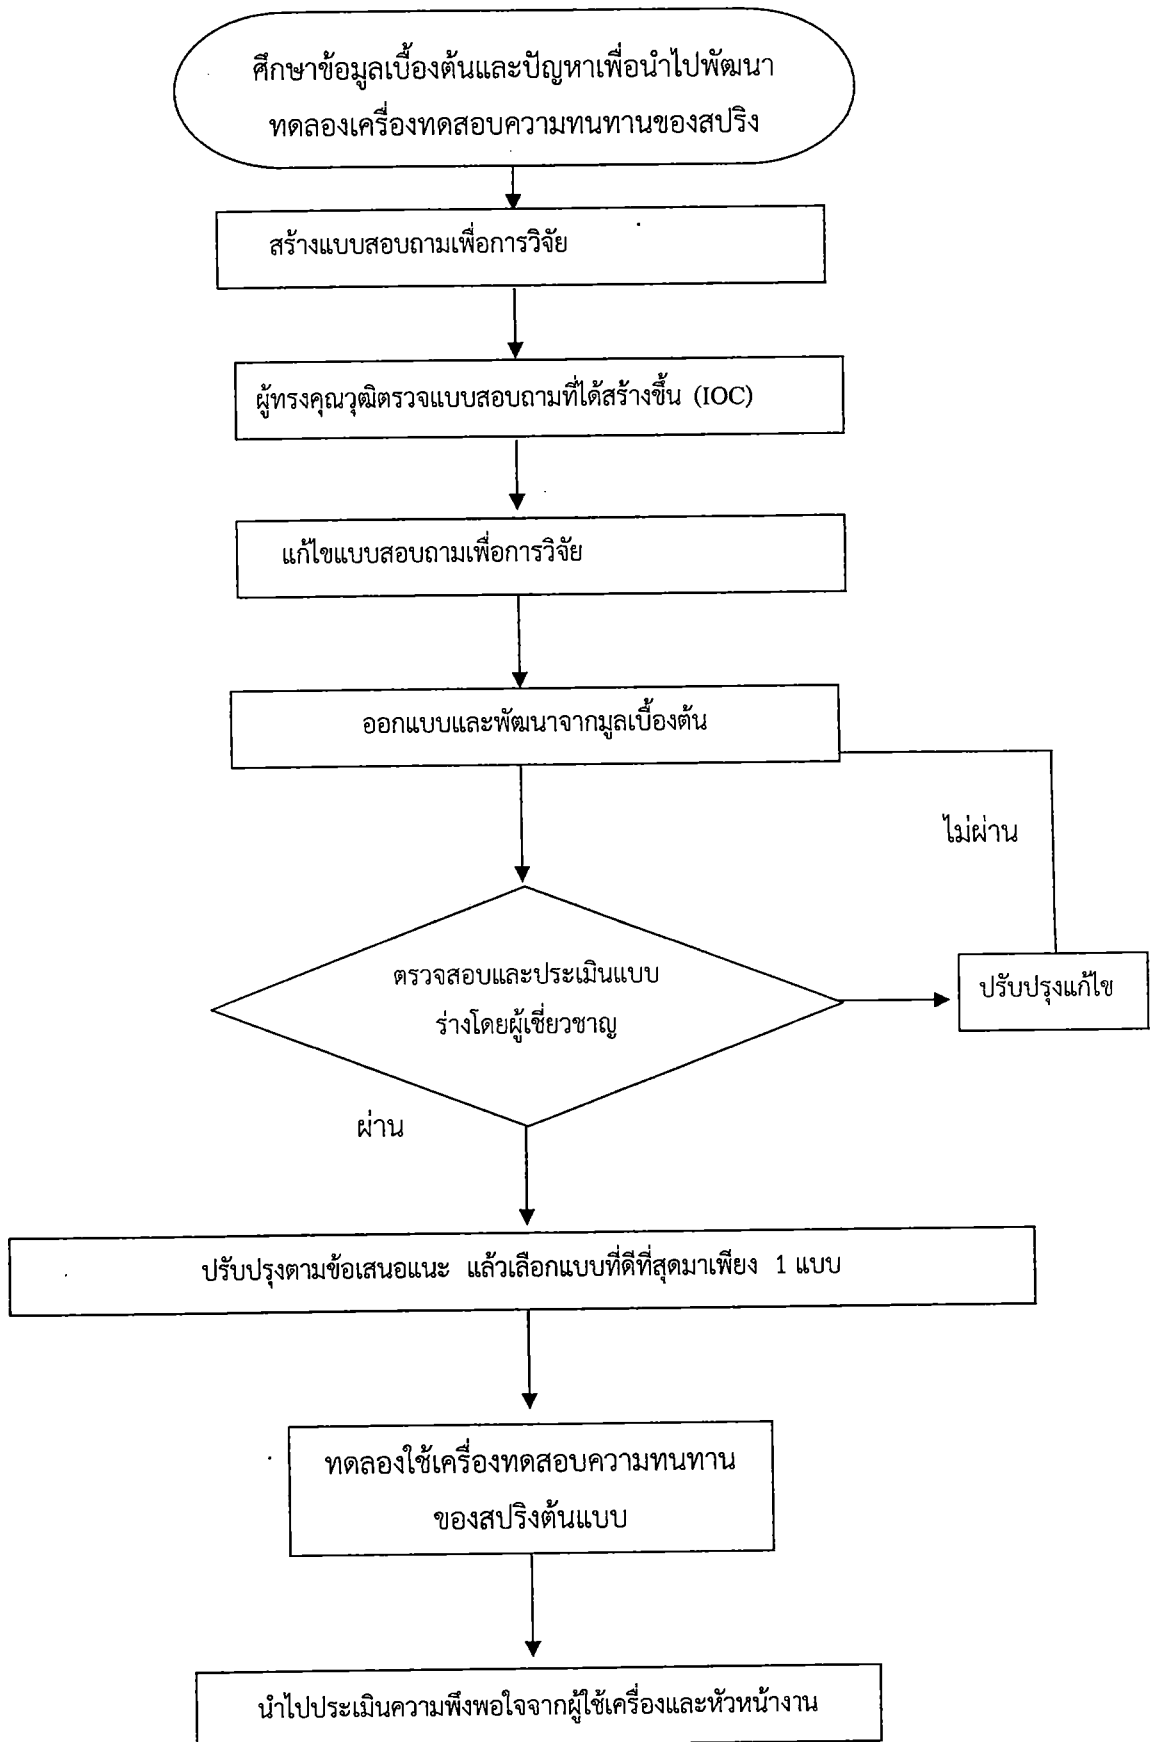 ศึกษาข้อมูลเบื้องต้นและปัญหาเพื่อนำไปพัฒนา
ทดลองเครื่องทดสอบความทนทานของสปริง
สร้างแบบสอบถามเพื่อการวิจัย
ผู้ทรงคุณวุฒิตรวจแบบสอบถามที่ได้สร้างขึ้น (IOC)
แก้ไขแบบสอบถามเพื่อการวิจัย
ออกแบบและพัฒนาจากมูลเบื้องต้น
ไม่ผ่าน
ตรวจสอบและประเมินแบบ
ร่างโดยผู้เชี่ยวชาญ
ปรับปรุงแก้ไข
ผ่าน
ปรับปรุงตามข้อเสนอแนะ แล้วเลือกแบบที่ดีที่สุดมาเพียง 1 แบบ
ทดลองใช้เครื่องทดสอบความทนทาน
ของสปริงต้นแบบ
นำไปประเมินความพึงพอใจจากผู้ใช้เครื่องและหัวหน้างาน